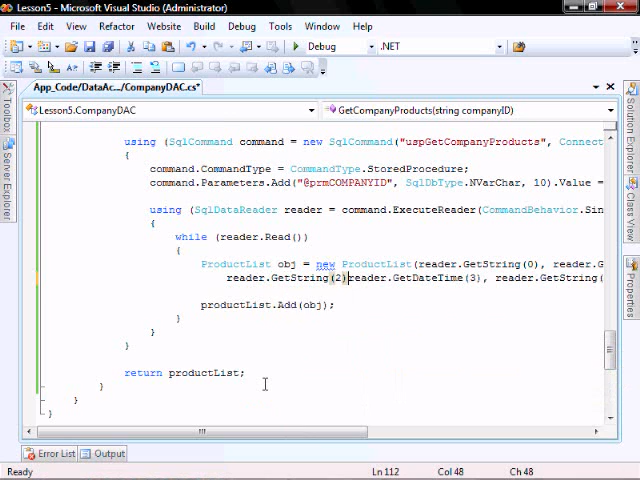 Lesson5 - Microsoft Visual Studio (Administrator)
File Edit View Refactor Website Build Debug Data Tools Window Help
Debug .NET
App_Code/DataAc.../CompanyDAC.cs*
Lesson5.CompanyDAC GetCompanyProducts(string companyID)
using (SqlCommand command = new SqlCommand("uspGetCompanyProducts", Connect
{
command.CommandType = CommandType.StoredProcedure;
command.Parameters.Add("@prmCOMPANYID", SqlDbType.NVarChar, 10).Value =
using (SqlDataReader reader = command.ExecuteReader(CommandBehavior.Sin
{
while (reader.Read())
{
ProductList obj = new ProductList(reader.GetString(0), reader.G
reader.GetString(2)reader.GetDateTime(3), reader.GetString(
productList.Add(obj);
}
}
}
return productList;
}
}
}
Toolbox
Server Explorer
Solution Explorer
Class View
Properties
Error List Output
Ready Ln 112 Col 48 Ch 48